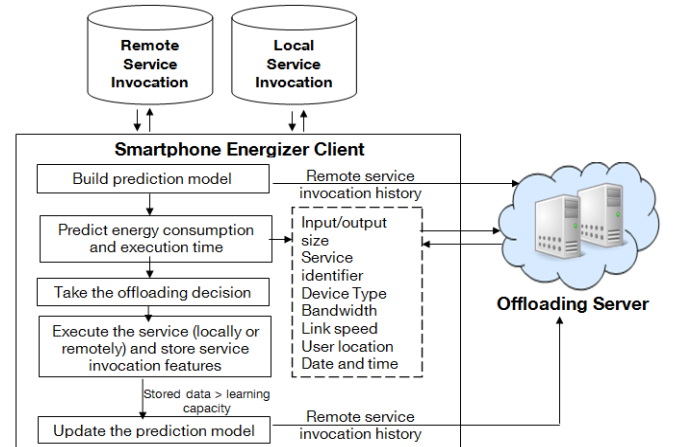 Remote
Service
Invocation
Local
Service
Invocation
Smartphone Energizer Client
Build prediction model
Remote service
invocation history
Predict energy consumption
and execution time
Input/output
size
Service
identifier
Device Type
Bandwidth
Link speed
User location
Date and time
Take the offloading decision
Offloading Server
Execute the service (locally or
remotely) and store service
invocation features
Stored data > learning
capacity
Update the prediction model
Remote service
invocation history